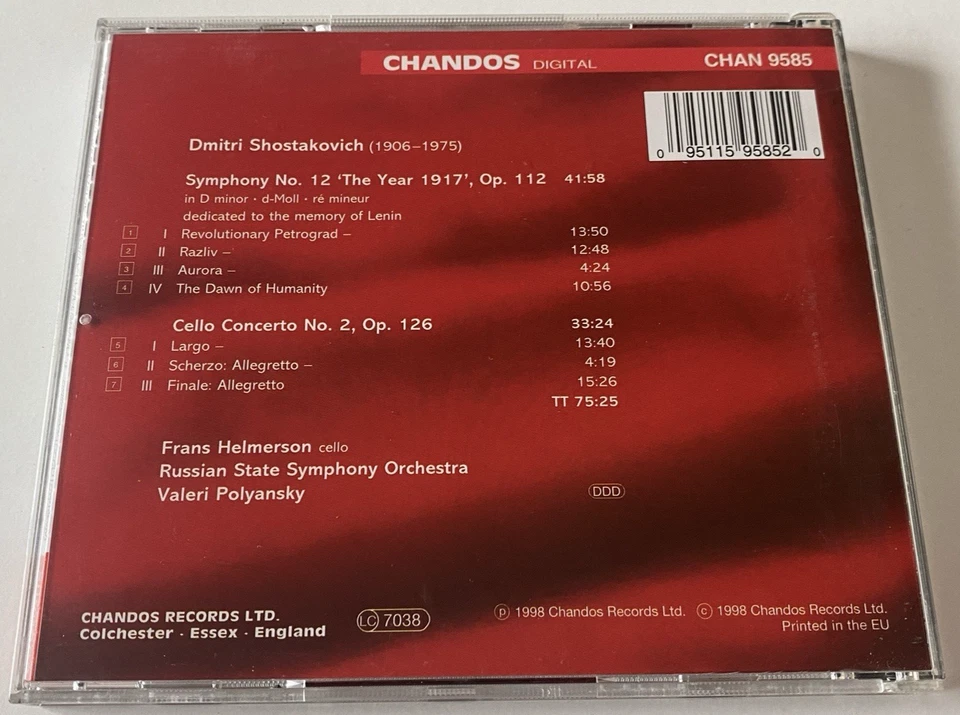 CHANDOS DIGITAL CHAN 9585
0 95115 95852 0
Dmitri Shostakovich (1906–1975)
Symphony No. 12 ‘The Year 1917’, Op. 112 41:58
in D minor · d-Moll · ré mineur
dedicated to the memory of Lenin
1 I Revolutionary Petrograd – 13:50
2 II Razliv – 12:48
3 III Aurora – 4:24
4 IV The Dawn of Humanity 10:56
Cello Concerto No. 2, Op. 126 33:24
5 I Largo – 13:40
6 II Scherzo: Allegretto – 4:19
7 III Finale: Allegretto 15:26
TT 75:25
Frans Helmerson cello
Russian State Symphony Orchestra
Valeri Polyansky
DDD
CHANDOS RECORDS LTD.
Colchester · Essex · England
LC 7038
℗ 1998 Chandos Records Ltd. © 1998 Chandos Records Ltd.
Printed in the EU